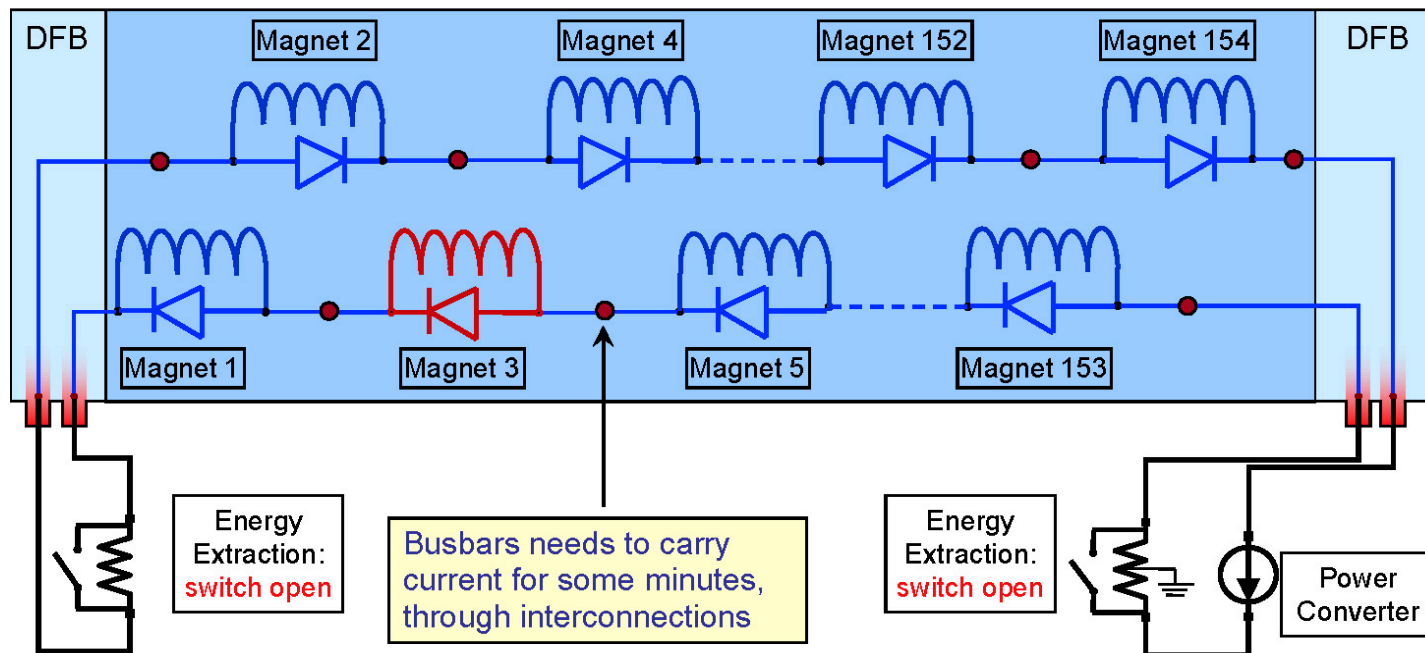 DFB
Magnet 2
Magnet 4
Magnet 152
Magnet 154
DFB
Magnet 1
Magnet 3
Magnet 5
Magnet 153
Energy
Extraction:
switch open
Busbars needs to carry
current for some minutes,
through interconnections
Energy
Extraction:
switch open
Power
Converter